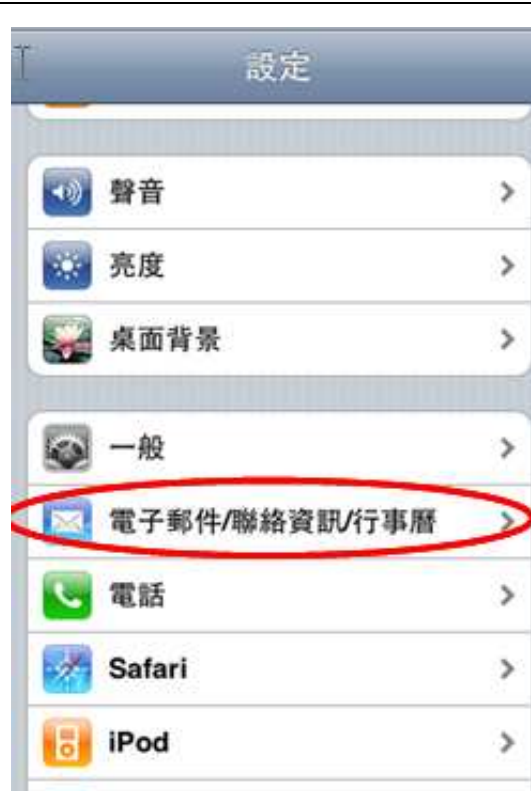 設定
聲音
亮度
桌面背景
一般
電子郵件/聯絡資訊/行事曆
電話
Safari
iPod